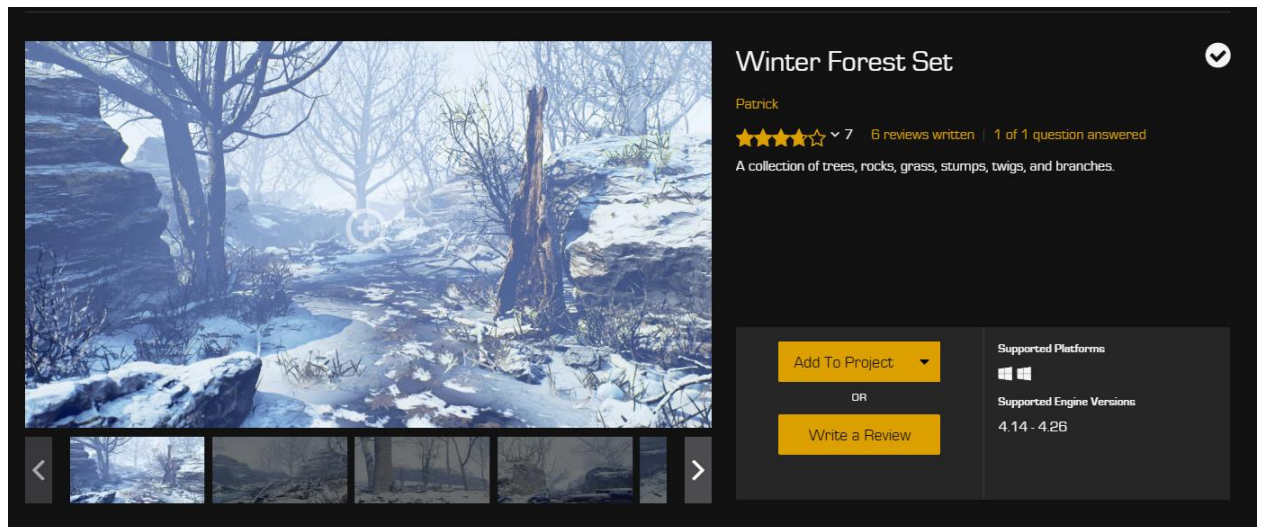 Winter Forest Set
Patrick
7 6 reviews written | 1 of 1 question answered
A collection of trees, rocks, grass, stumps, twigs, and branches.
Add To Project
OR
Write a Review
Supported Platforms
Supported Engine Versions
4.14 - 4.26